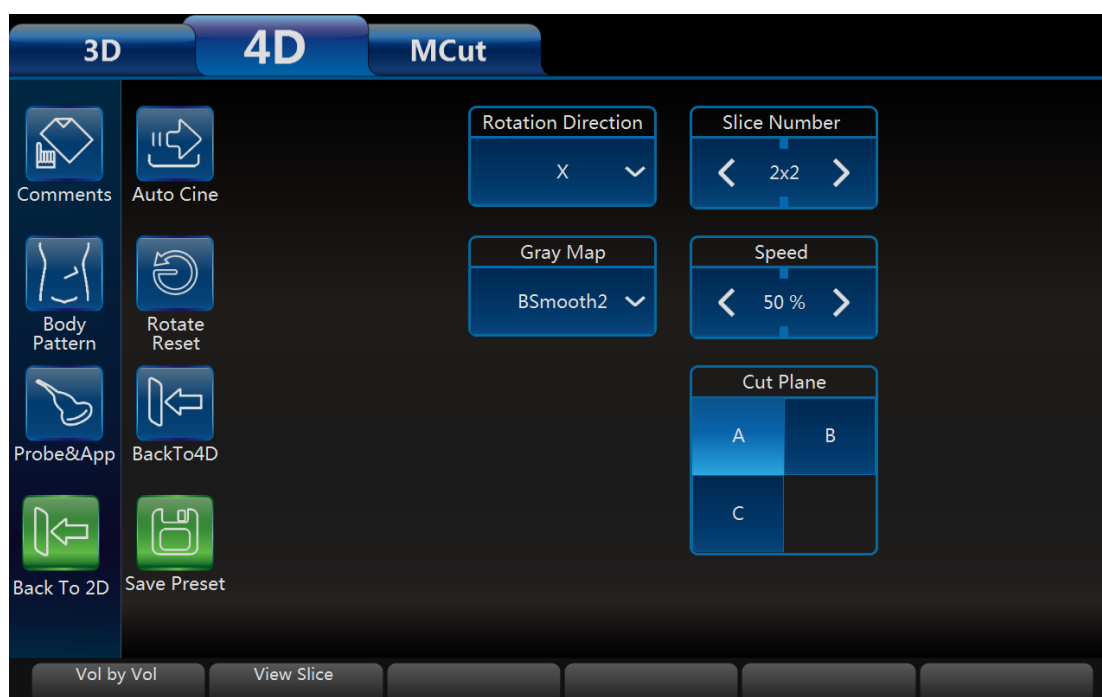 3D
4D
MCut
Comments
Auto Cine
Rotation Direction
X
Slice Number
2x2
Body
Pattern
Rotate
Reset
Gray Map
BSmooth2
Speed
50 %
Probe&App
BackTo4D
Cut Plane
A
B
C
Back To 2D
Save Preset
Vol by Vol
View Slice